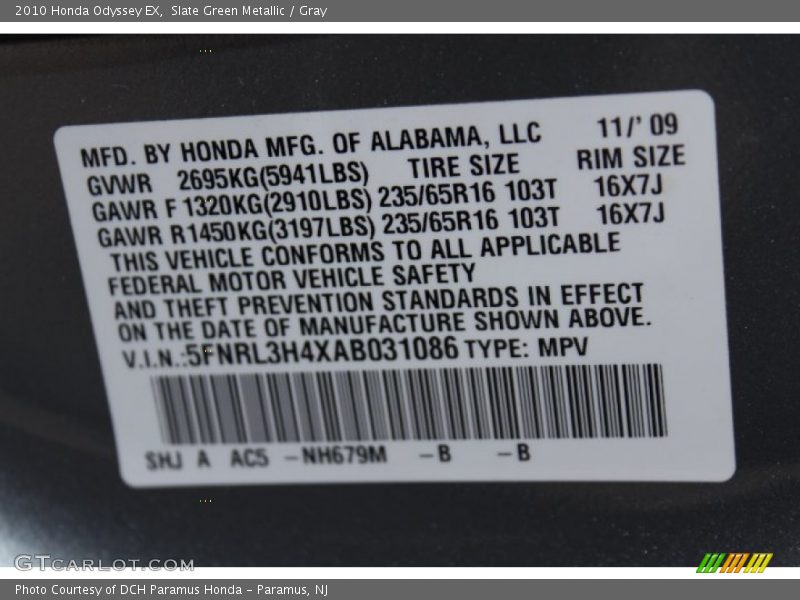 2010 Honda Odyssey EX, Slate Green Metallic / Gray
MFD. BY HONDA MFG. OF ALABAMA, LLC 11/' 09
GVWR 2695KG(5941LBS) TIRE SIZE RIM SIZE
GAWR F 1320KG(2910LBS) 235/65R16 103T 16X7J
GAWR R1450KG(3197LBS) 235/65R16 103T 16X7J
THIS VEHICLE CONFORMS TO ALL APPLICABLE
FEDERAL MOTOR VEHICLE SAFETY
AND THEFT PREVENTION STANDARDS IN EFFECT
ON THE DATE OF MANUFACTURE SHOWN ABOVE.
V.I.N.:5FNRL3H4XAB031086 TYPE: MPV
SHJ A AC5 -NH679M -B -B
GTCARLOT.COM
Photo Courtesy of DCH Paramus Honda - Paramus, NJ